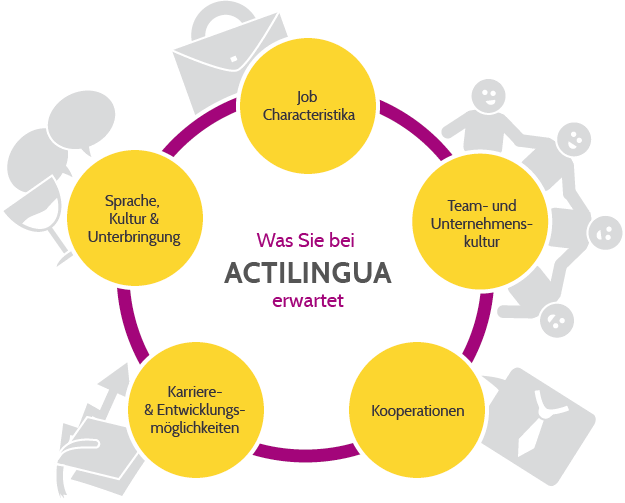 Job
Characteristika
Sprache,
Kultur &
Unterbringung
Team- und
Unternehmens-
kultur
Was Sie bei
ACTILINGUA
erwartet
Karriere-
& Entwicklungs-
möglichkeiten
Kooperationen